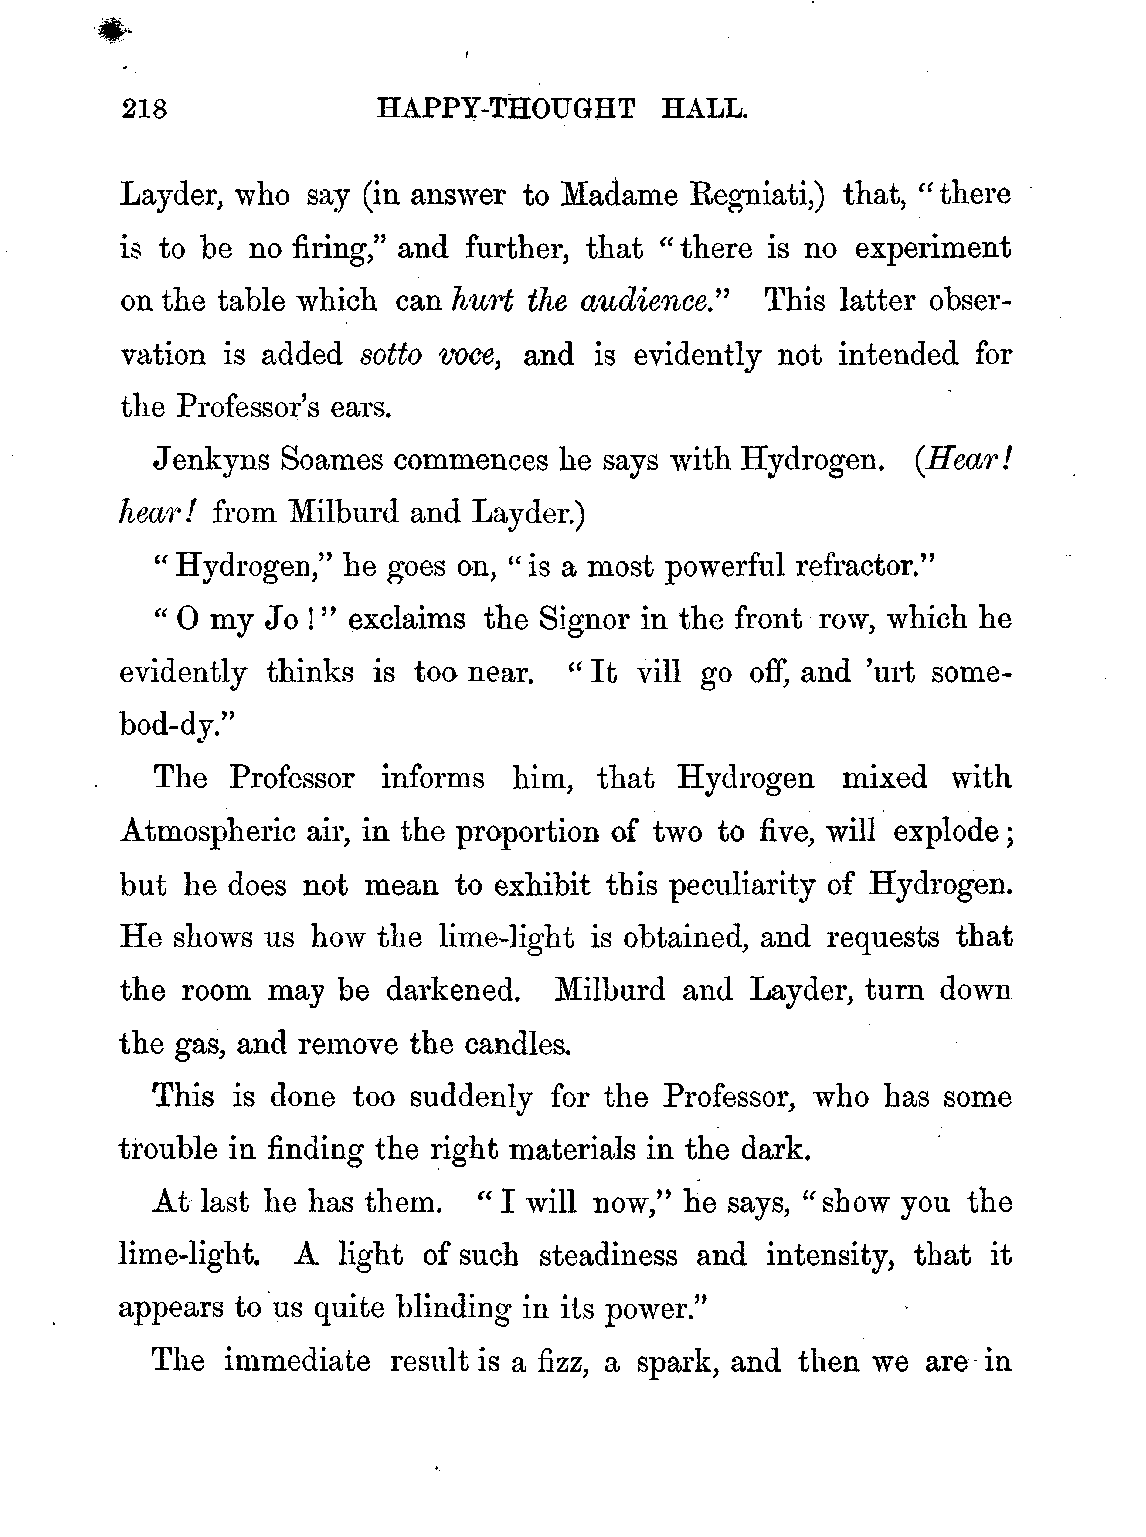 218 HAPPY-THOUGHT HALL.
Layder, who say (in answer to Madame Regniati,) that, “there
is to be no firing,” and further, that “there is no experiment
on the table which can hurt the audience.” This latter obser-
vation is added sotto voce, and is evidently not intended for
the Professor's ears.
Jenkyns Soames commences he says with Hydrogen. (Hear!
hear! from Milburd and Layder.)
“Hydrogen,” he goes on, “is a most powerful refractor.”
“O my Jo!” exclaims the Signor in the front row, which he
evidently thinks is too near. “It vill go off, and 'urt some-
bod-dy.”
The Professor informs him, that Hydrogen mixed with
Atmospheric air, in the proportion of two to five, will explode;
but he does not mean to exhibit this peculiarity of Hydrogen.
He shows us how the lime-light is obtained, and requests that
the room may be darkened. Milburd and Layder, turn down
the gas, and remove the candles.
This is done too suddenly for the Professor, who has some
trouble in finding the right materials in the dark.
At last he has them. “I will now,” he says, “show you the
lime-light. A light of such steadiness and intensity, that it
appears to us quite blinding in its power.”
The immediate result is a fizz, a spark, and then we are in